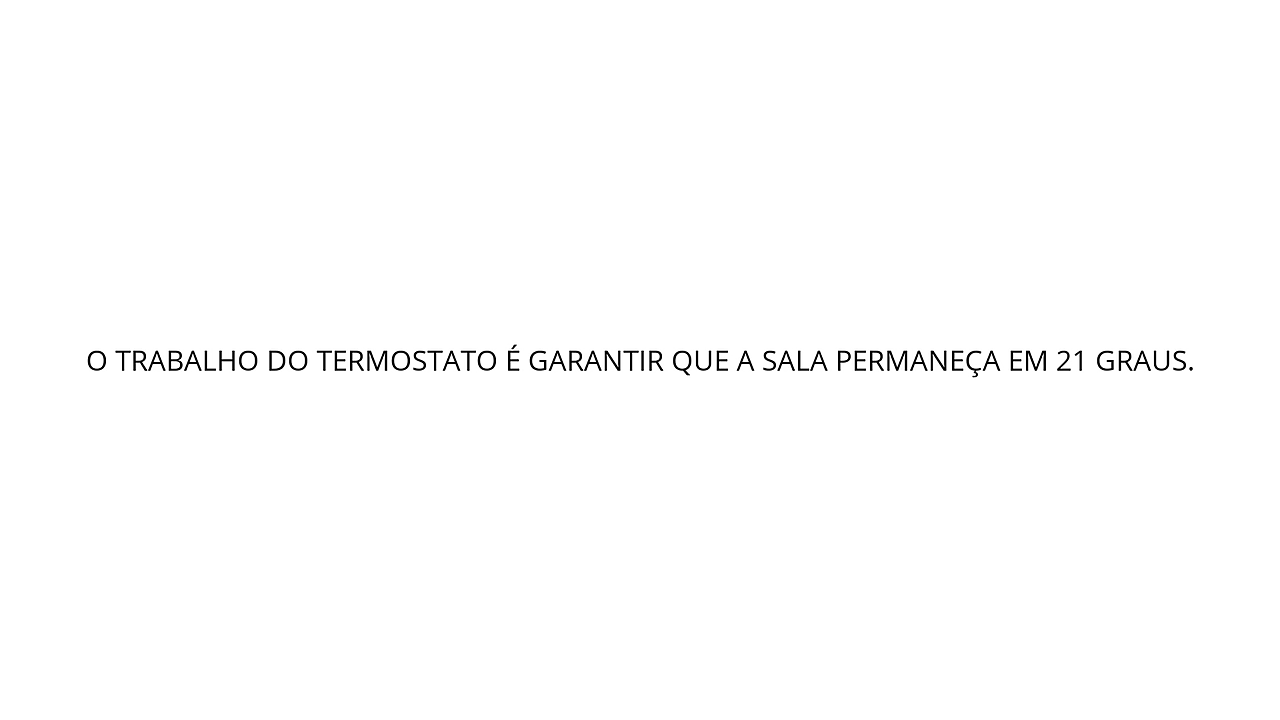 O TRABALHO DO TERMOSTATO É GARANTIR QUE A SALA PERMANEÇA EM 21 GRAUS.